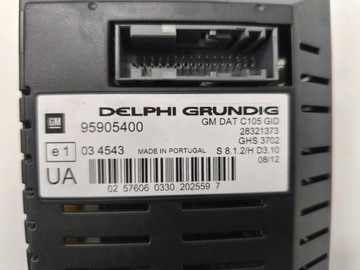 DELPHI GRUNDIG
GM
95905400
GM DAT C105 GID
28321373
GHS 3702
e1 03 4543 MADE IN PORTUGAL S 8.1.2/H D3.10
08/12
UA
02 57606 0330 202559 7